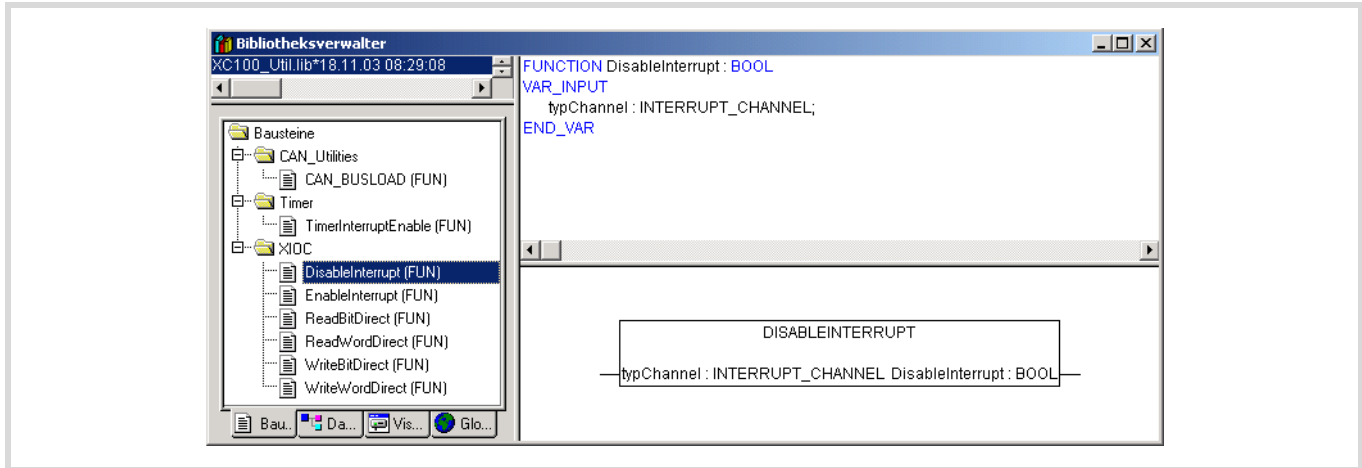 Bibliotheksverwalter
XC100_Util.lib*18.11.03 08:29:08
Bausteine
CAN_Utilities
CAN_BUSLOAD (FUN)
Timer
TimerInterruptEnable (FUN)
XIOC
DisableInterrupt (FUN)
EnableInterrupt (FUN)
ReadBitDirect (FUN)
ReadWordDirect (FUN)
WriteBitDirect (FUN)
WriteWordDirect (FUN)
Bau.. Da... Vis... Glo...
FUNCTION DisableInterrupt : BOOL
VAR_INPUT
typChannel : INTERRUPT_CHANNEL;
END_VAR
DISABLEINTERRUPT
typChannel : INTERRUPT_CHANNEL DisableInterrupt : BOOL